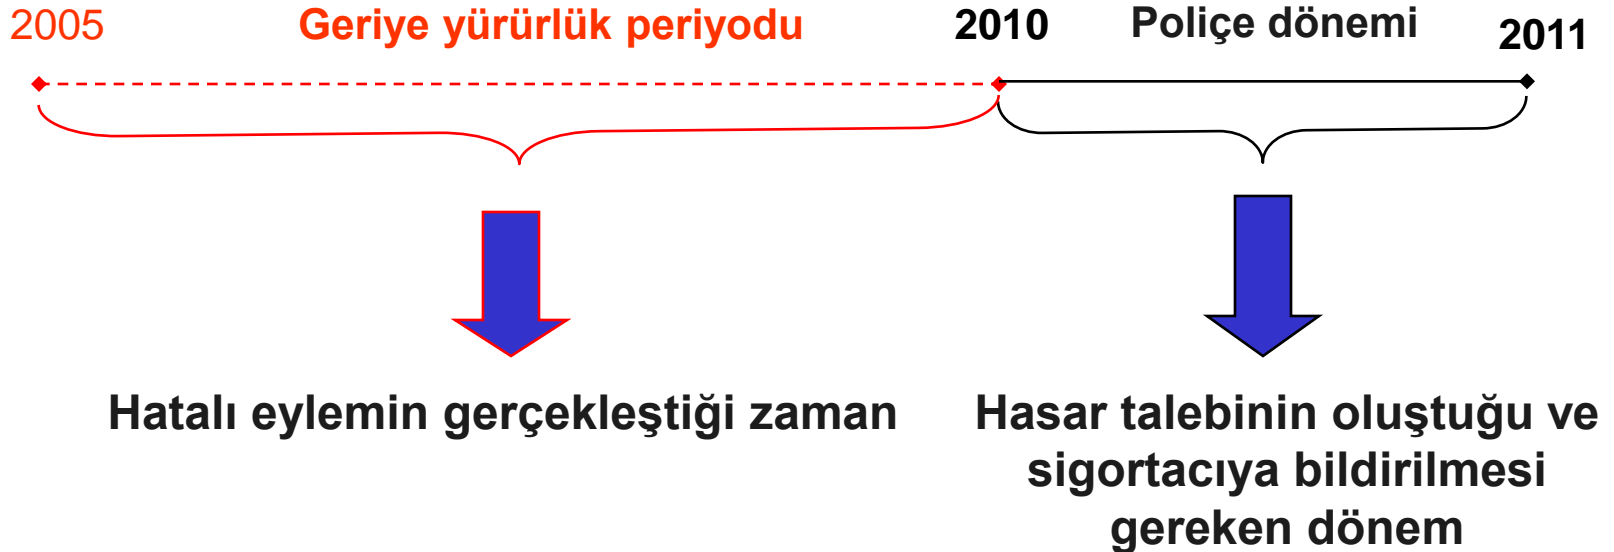 2005
Geriye yürürlük periyodu
2010
Poliçe dönemi
2011
Hatalı eylemin gerçekleştiği zaman
Hasar talebinin oluştuğu ve
sigortacıya bildirilmesi
gereken dönem